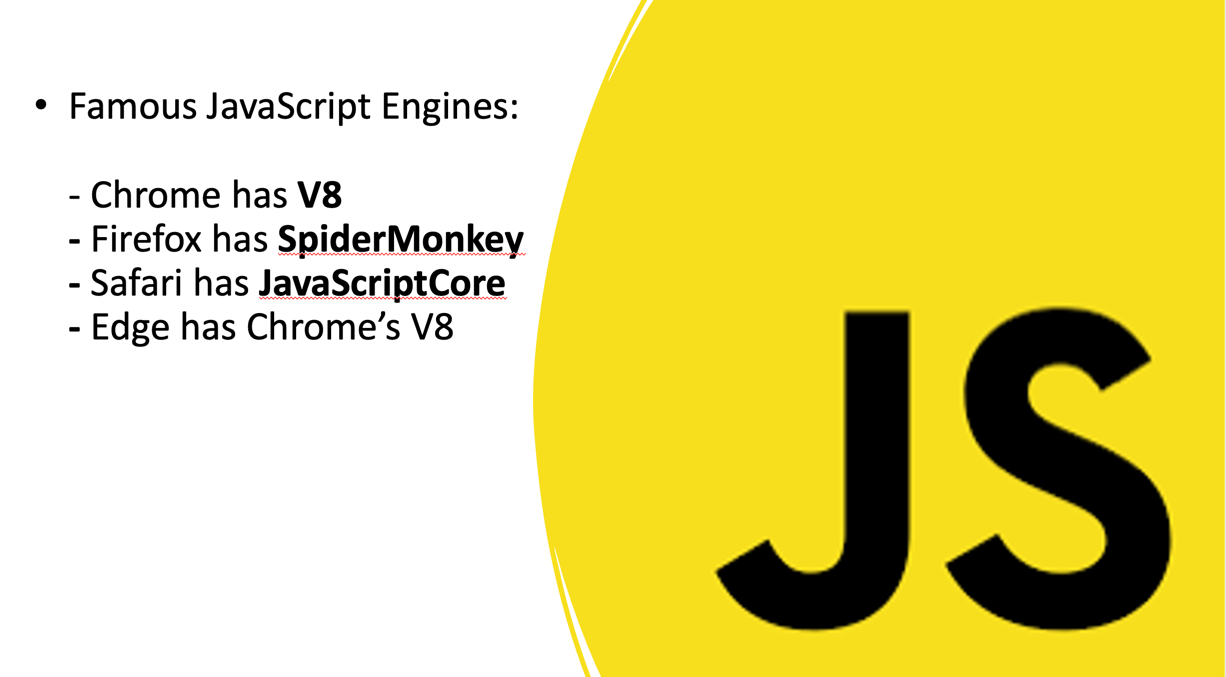 • Famous JavaScript Engines:
- Chrome has V8
- Firefox has SpiderMonkey
- Safari has JavaScriptCore
- Edge has Chrome’s V8
JS